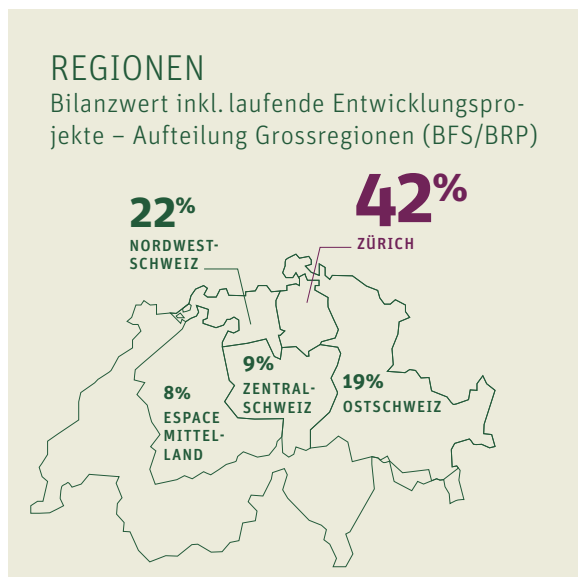 REGIONEN
Bilanzwert inkl. laufende Entwicklungspro-
jekte – Aufteilung Grossregionen (BFS/BRP)
42%
ZÜRICH
22%
NORDWEST-
SCHWEIZ
9%
ZENTRAL-
SCHWEIZ
19%
OSTSCHWEIZ
8%
ESPACE
MITTEL-
LAND